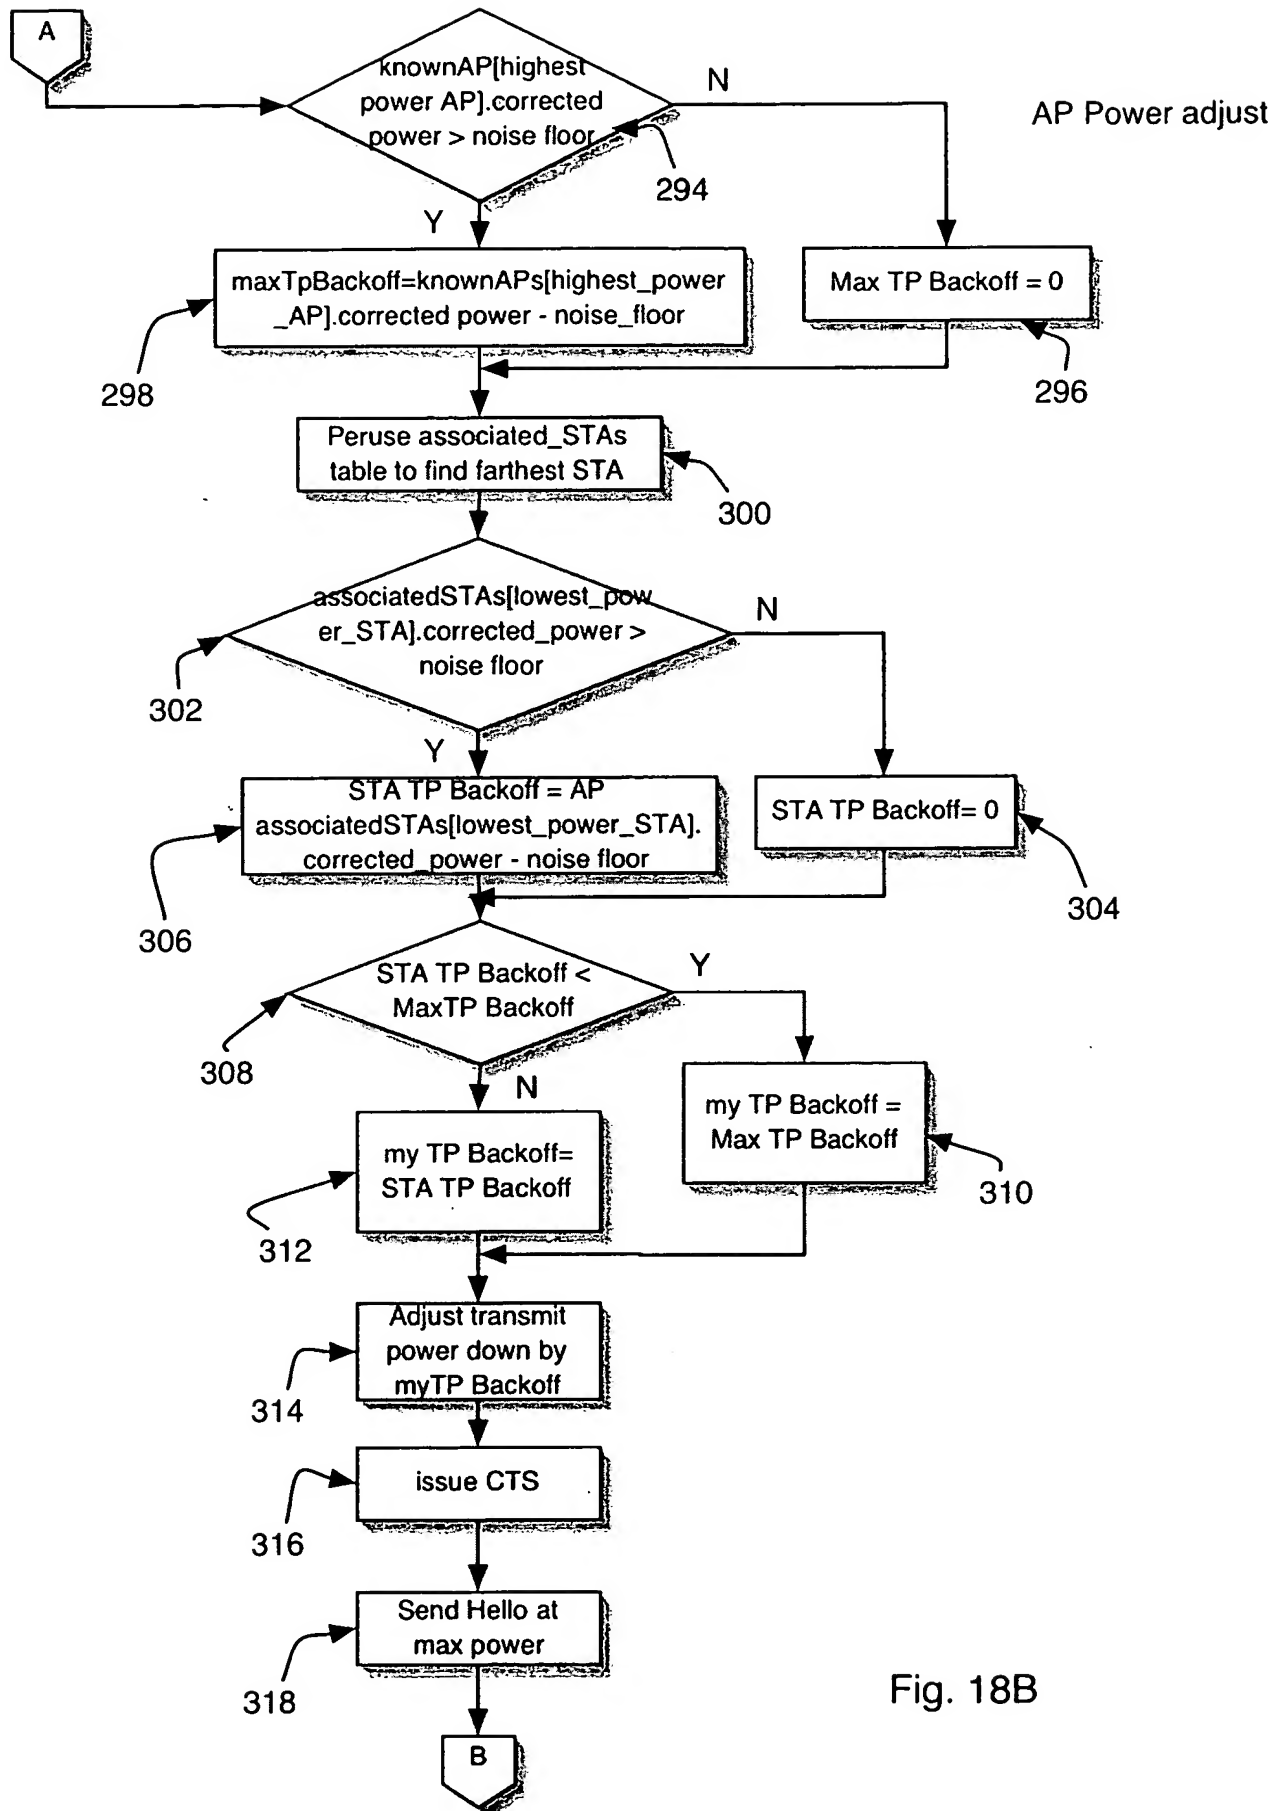 A
knownAP[highest
power AP].corrected
power > noise floor
N
AP Power adjust
294
Y
maxTpBackoff=knownAPs[highest_power
_AP].corrected power - noise_floor
Max TP Backoff = 0
298
296
Peruse associated_STAs
table to find farthest STA
300
associatedSTAs[lowest_pow
er_STA].corrected_power >
noise floor
N
302
Y
STA TP Backoff = AP
associatedSTAs[lowest_power_STA].
corrected_power - noise floor
STA TP Backoff= 0
306
304
STA TP Backoff <
MaxTP Backoff
Y
308
N
my TP Backoff =
Max TP Backoff
my TP Backoff=
STA TP Backoff
310
312
Adjust transmit
power down by
myTP Backoff
314
issue CTS
316
Send Hello at
max power
318
Fig. 18B
B